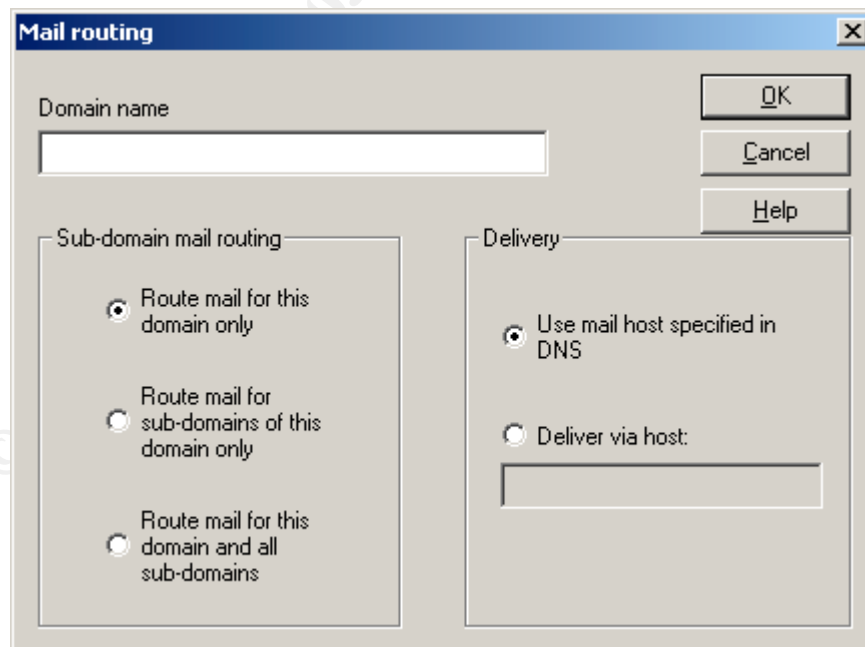 Mail routing
Domain name
OK
Cancel
Help
Sub-domain mail routing
Route mail for this
domain only
Route mail for
sub-domains of this
domain only
Route mail for this
domain and all
sub-domains
Delivery
Use mail host specified in
DNS
Deliver via host: